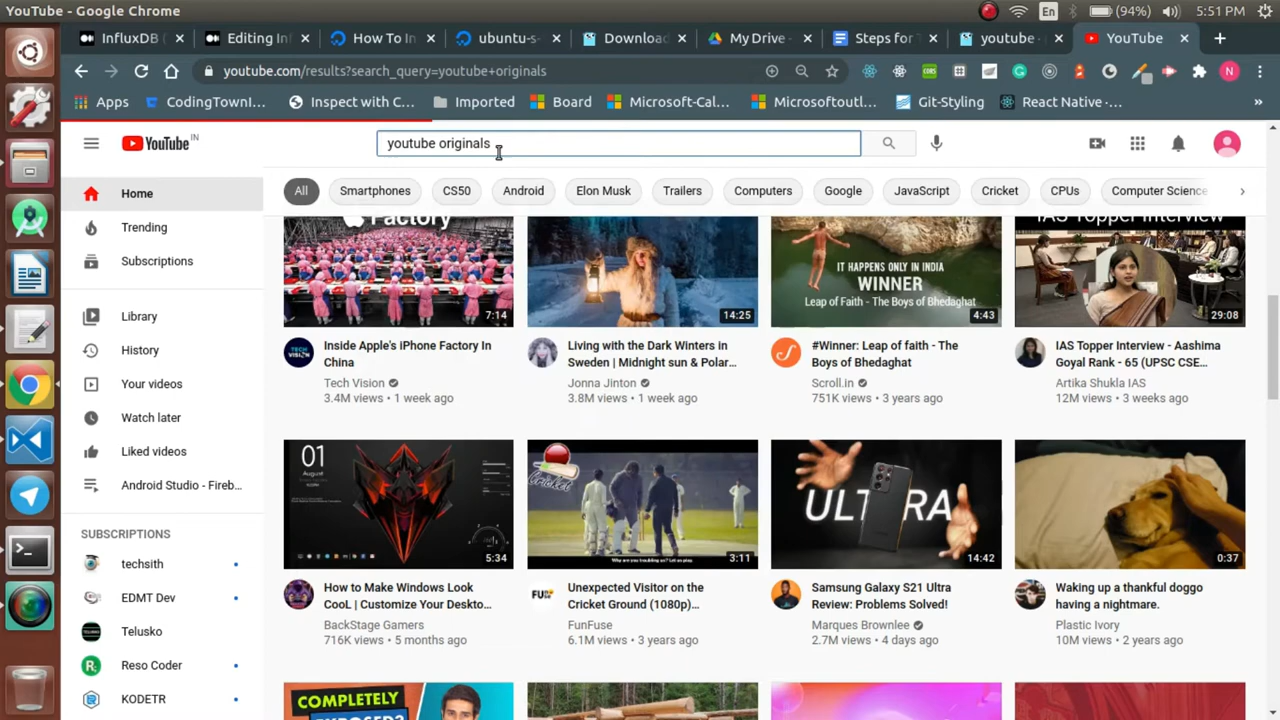 YouTube - Google Chrome
En
(94%)
5:51 PM
InfluxDB (
Editing Inf
How To In
ubuntu-s-
Downloa
My Drive -
Steps for T
youtube -
YouTube
youtube.com/results?search_query=youtube+originals
CORS
N
Apps
CodingTownI...
Inspect with C...
Imported
Board
Microsoft-Cal...
Microsoftoutl...
Git-Styling
React Native -...
»
YouTube IN
youtube originals
All
Smartphones
CS50
Android
Elon Musk
Trailers
Computers
Google
JavaScript
Cricket
CPUs
Computer Science
Home
Trending
Subscriptions
Library
History
Your videos
Watch later
Liked videos
Android Studio - Fireb...
SUBSCRIPTIONS
techsith
EDMT Dev
Telusko
Reso Coder
KODETR
Factory
7:14
Inside Apple's iPhone Factory In
China
Tech Vision
3.4M views • 1 week ago
14:25
Living with the Dark Winters in
Sweden | Midnight sun & Polar...
Jonna Jinton
3.8M views • 1 week ago
IT HAPPENS ONLY IN INDIA
WINNER
Leap of Faith - The Boys of Bhedaghat
4:43
#Winner: Leap of faith - The
Boys of Bhedaghat
Scroll.in
751K views • 3 years ago
IAS Topper Interview
29:08
IAS Topper Interview - Aashima
Goyal Rank - 65 (UPSC CSE...
Artika Shukla IAS
12M views • 3 weeks ago
01
August
5:34
How to Make Windows Look
CooL | Customize Your Deskto...
BackStage Gamers
716K views • 5 months ago
Cricket
Why are you troubling us? Let us play.
3:11
Unexpected Visitor on the
Cricket Ground (1080p)...
FunFuse
6.1M views • 3 years ago
ULTRA
14:42
Samsung Galaxy S21 Ultra
Review: Problems Solved!
Marques Brownlee
2.7M views • 4 days ago
0:37
Waking up a thankful doggo
having a nightmare.
Plastic Ivory
10M views • 2 years ago
COMPLETELY
EXPOSED?